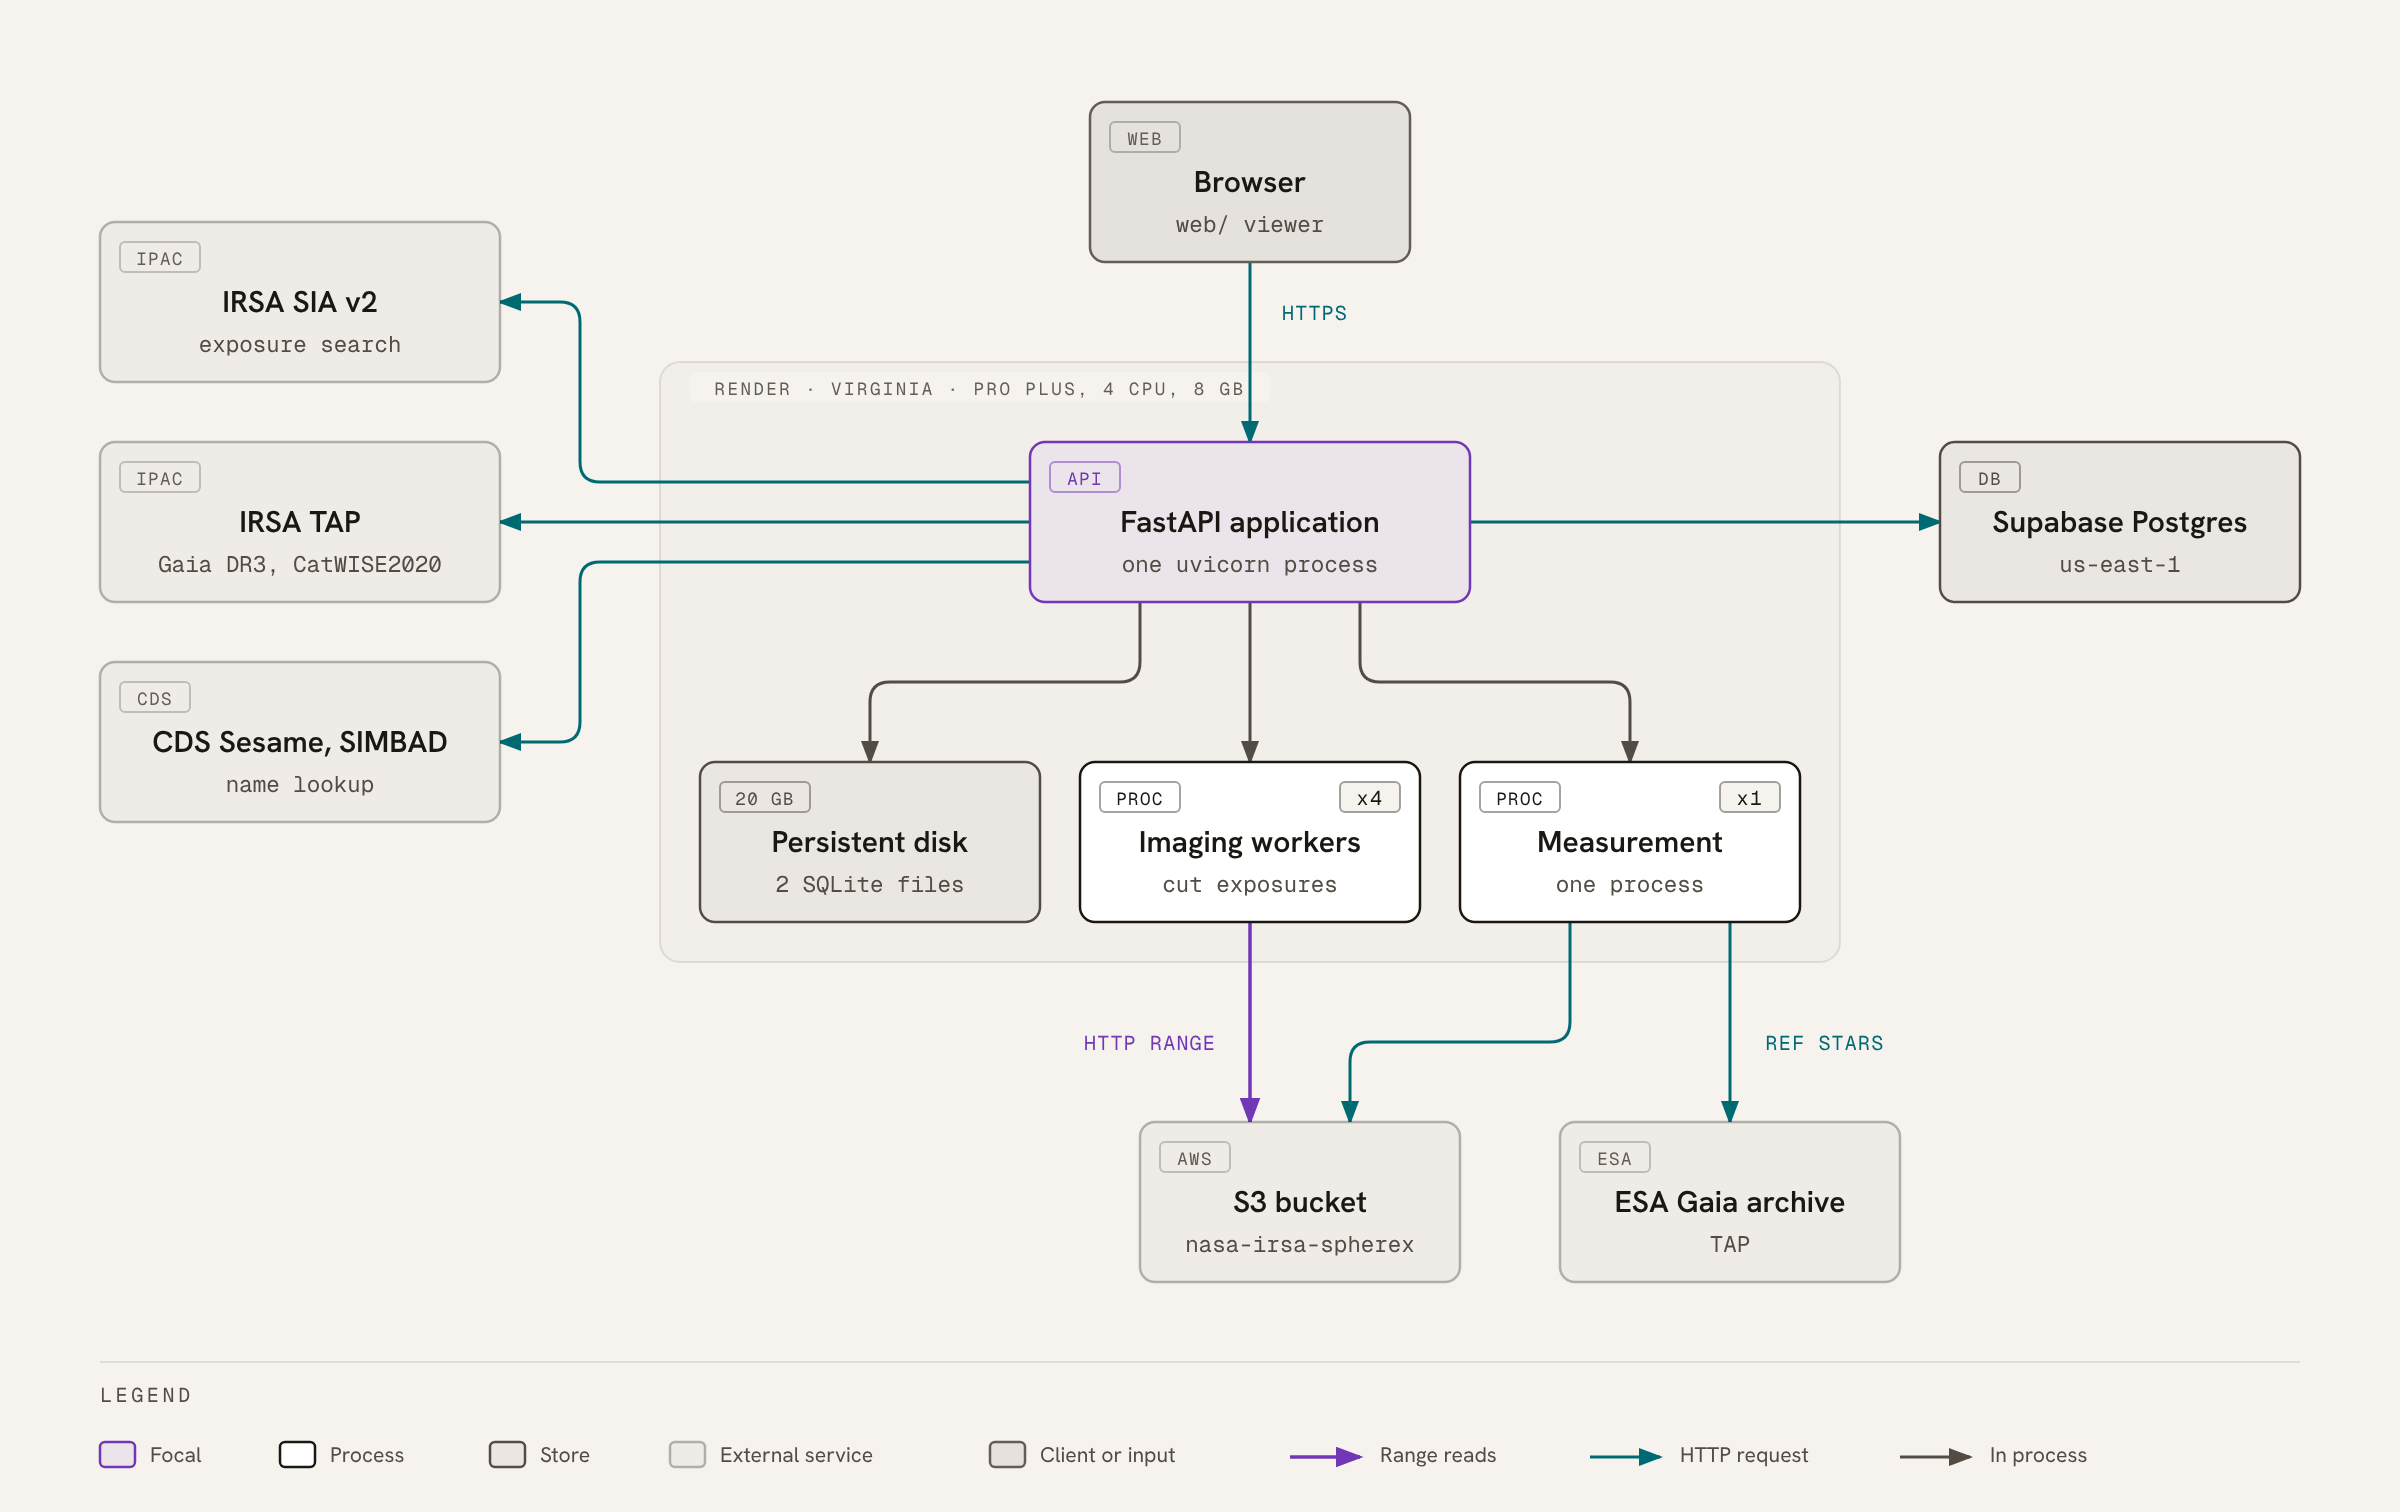 WEB
Browser
web/ viewer
HTTPS
IPAC
IRSA SIA v2
exposure search
RENDER · VIRGINIA · PRO PLUS, 4 CPU, 8 GB
IPAC
IRSA TAP
Gaia DR3, CatWISE2020
API
FastAPI application
one uvicorn process
DB
Supabase Postgres
us-east-1
CDS
CDS Sesame, SIMBAD
name lookup
20 GB
Persistent disk
2 SQLite files
PROC
x4
Imaging workers
cut exposures
PROC
x1
Measurement
one process
HTTP RANGE
REF STARS
AWS
S3 bucket
nasa-irsa-spherex
ESA
ESA Gaia archive
TAP
LEGEND
Focal
Process
Store
External service
Client or input
Range reads
HTTP request
In process